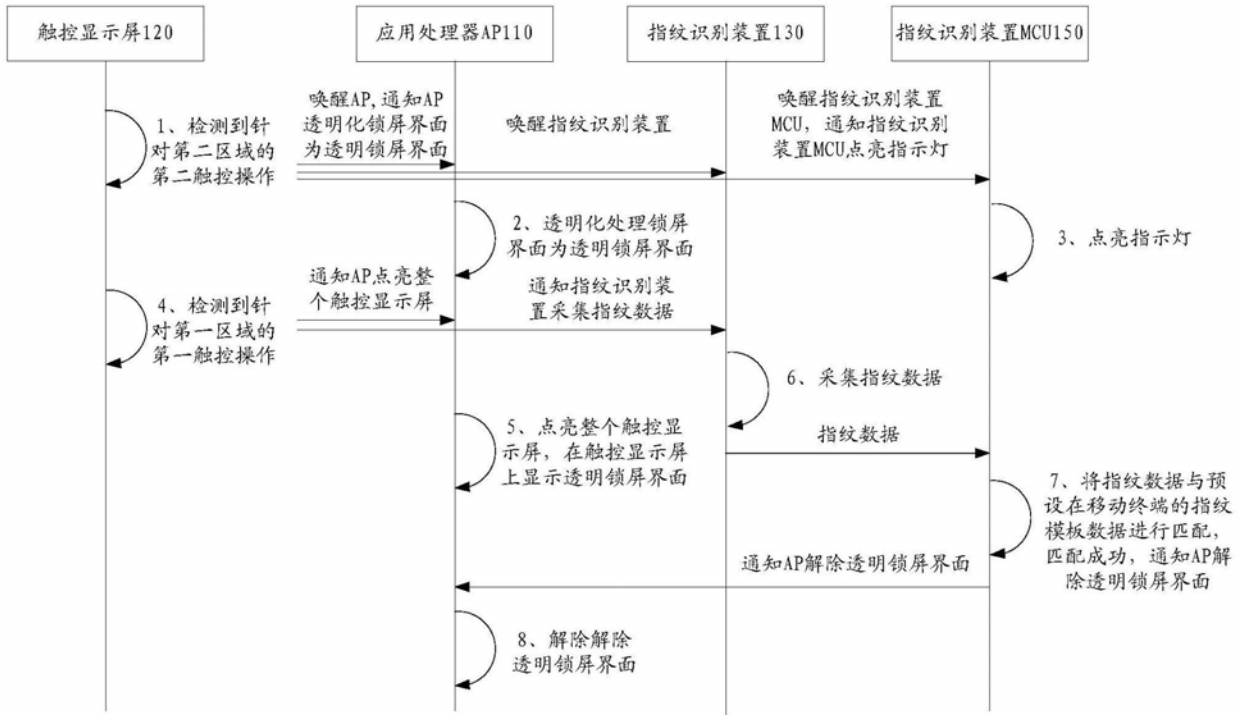 触控显示屏120
应用处理器AP110
指纹识别装置130
指纹识别装置MCU150
1、检测到针
对第二区域的
第二触控操作
唤醒AP,通知AP
透明化锁屏界面
为透明锁屏界面
唤醒指纹识别装置
唤醒指纹识别装置
MCU，通知指纹识别
装置MCU点亮指示灯
2、透明化处理锁屏
界面为透明锁屏界面
3、点亮指示灯
4、检测到针
对第一区域的
第一触控操作
通知AP点亮整
个触控显示屏
通知指纹识别装
置采集指纹数据
6、采集指纹数据
5、点亮整个触控显
示屏，在触控显示屏
上显示透明锁屏界面
指纹数据
7、将指纹数据与预
设在移动终端的指纹
模板数据进行匹配，
匹配成功，通知AP解
除透明锁屏界面
通知AP解除透明锁屏界面
8、解除解除
透明锁屏界面